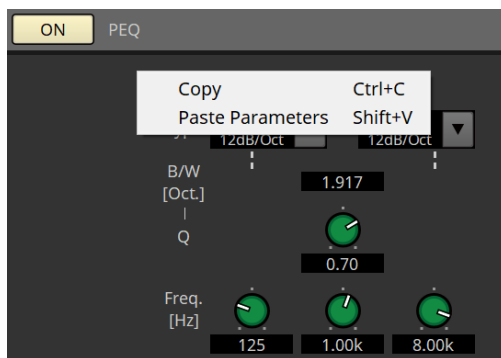 ON PEQ
Copy Ctrl+C
Paste Parameters Shift+V
12dB/Oct 12dB/Oct
B/W
[Oct.]
1.917
Q
0.70
Freq.
[Hz]
125 1.00k 8.00k